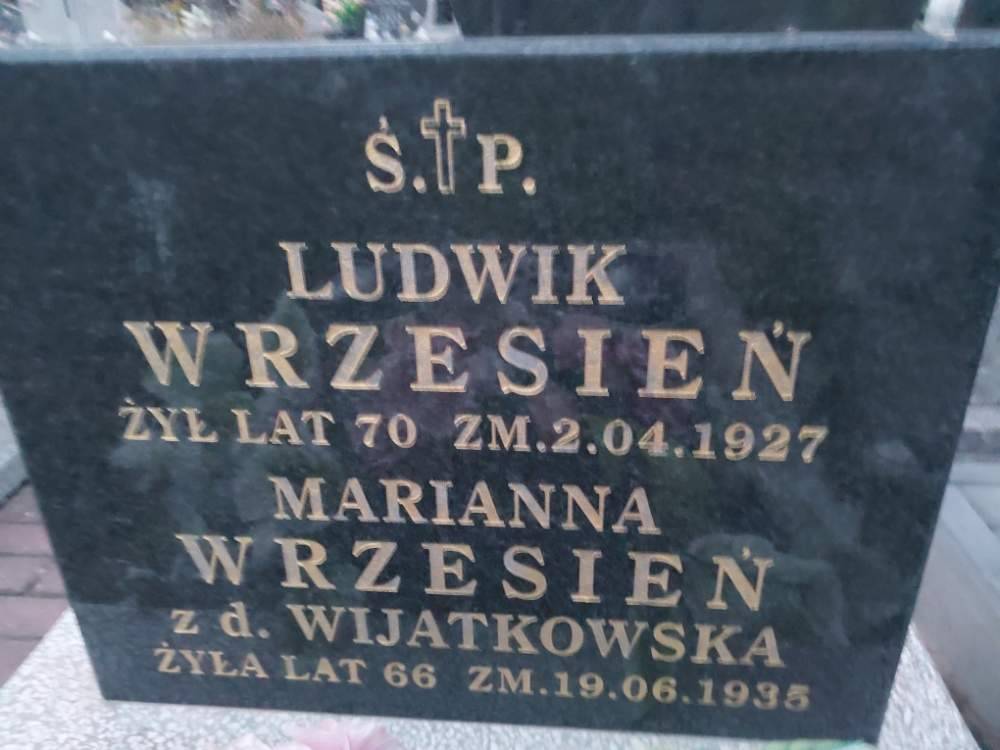 Ś.†P.
LUDWIK
WRZESIEŃ
ŻYŁ LAT 70 ZM.2.04.1927
MARIANNA
WRZESIEŃ
z d. WIJATKOWSKA
ŻYŁA LAT 66 ZM.19.06.1935